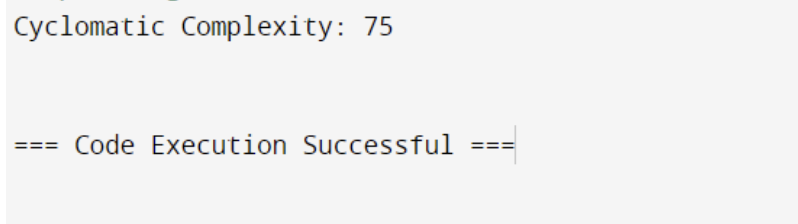 Cyclomatic Complexity: 75
=== Code Execution Successful ===